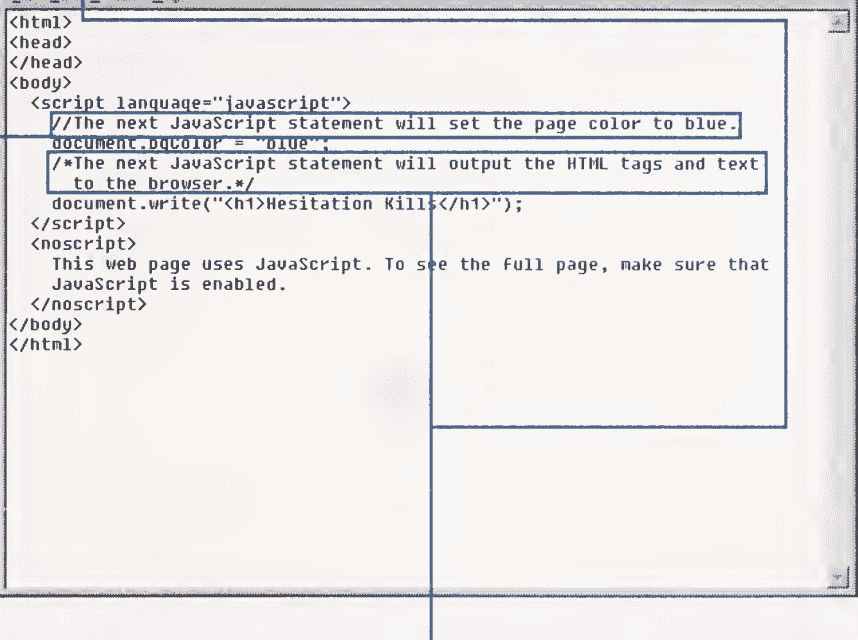 <html>
<head>
</head>
<body>
  <script language="javascript">
    //The next JavaScript statement will set the page color to blue.
    document.bgColor = "blue";
    /*The next JavaScript statement will output the HTML tags and text
      to the browser.*/
    document.write("<h1>Hesitation Kills</h1>");
  </script>
  <noscript>
    This web page uses JavaScript. To see the full page, make sure that
    JavaScript is enabled.
  </noscript>
</body>
</html>